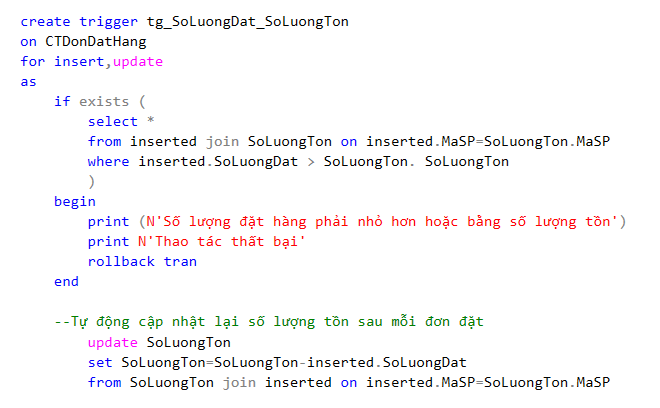 create trigger tg_SoLuongDat_SoLuongTon
on CTDonDatHang
for insert,update
as
if exists (
select *
from inserted join SoLuongTon on inserted.MaSP=SoLuongTon.MaSP
where inserted.SoLuongDat > SoLuongTon. SoLuongTon
)
begin
print (N'Số lượng đặt hàng phải nhỏ hơn hoặc bằng số lượng tồn')
print N'Thao tác thất bại'
rollback tran
end
--Tự động cập nhật lại số lượng tồn sau mỗi đơn đặt
update SoLuongTon
set SoLuongTon=SoLuongTon-inserted.SoLuongDat
from SoLuongTon join inserted on inserted.MaSP=SoLuongTon.MaSP